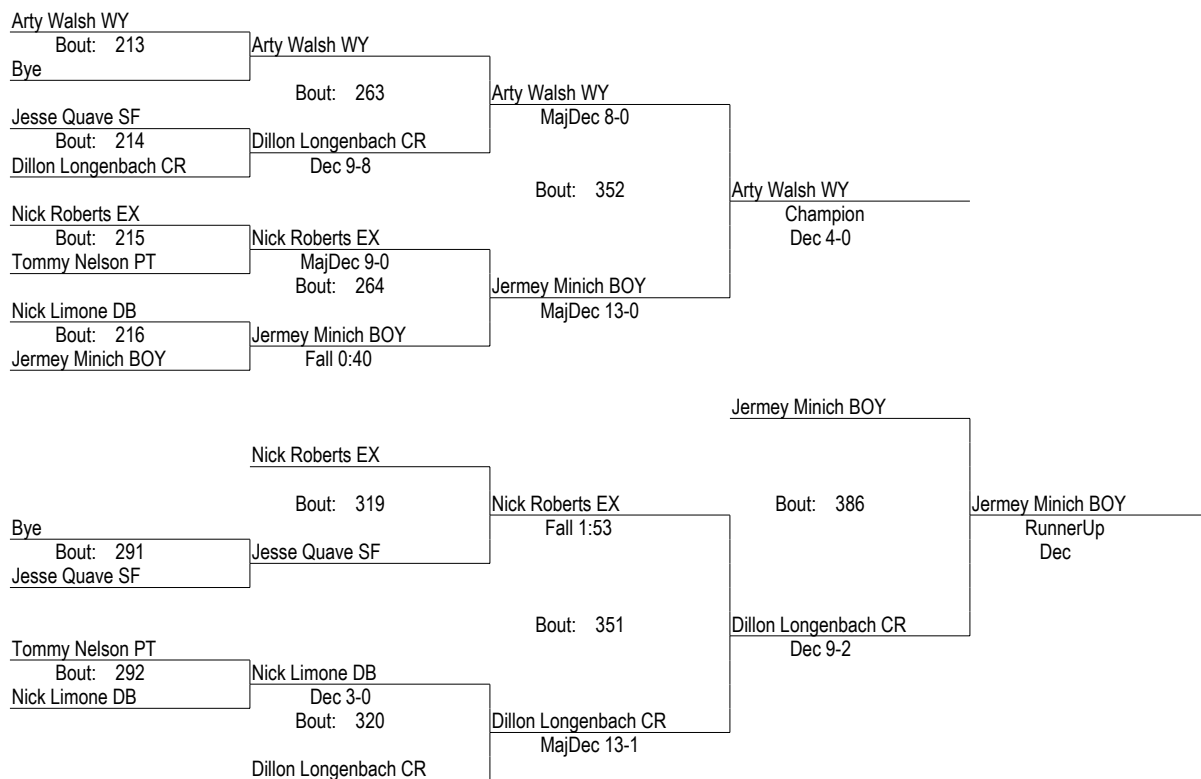 Arty Walsh WY
Bout: 213
Arty Walsh WY
Bye
Bout: 263
Arty Walsh WY
MajDec 8-0
Jesse Quave SF
Bout: 214
Dillon Longenbach CR
Dillon Longenbach CR
Dec 9-8
Bout: 352
Arty Walsh WY
Champion
Dec 4-0
Nick Roberts EX
Bout: 215
Nick Roberts EX
Tommy Nelson PT
MajDec 9-0
Bout: 264
Jermey Minich BOY
MajDec 13-0
Nick Limone DB
Bout: 216
Jermey Minich BOY
Jermey Minich BOY
Fall 0:40
Jermey Minich BOY
Nick Roberts EX
Bout: 319
Nick Roberts EX
Fall 1:53
Bout: 386
Jermey Minich BOY
RunnerUp
Dec
Bye
Bout: 291
Jesse Quave SF
Jesse Quave SF
Bout: 351
Dillon Longenbach CR
Dec 9-2
Tommy Nelson PT
Bout: 292
Nick Limone DB
Nick Limone DB
Dec 3-0
Bout: 320
Dillon Longenbach CR
MajDec 13-1
Dillon Longenbach CR